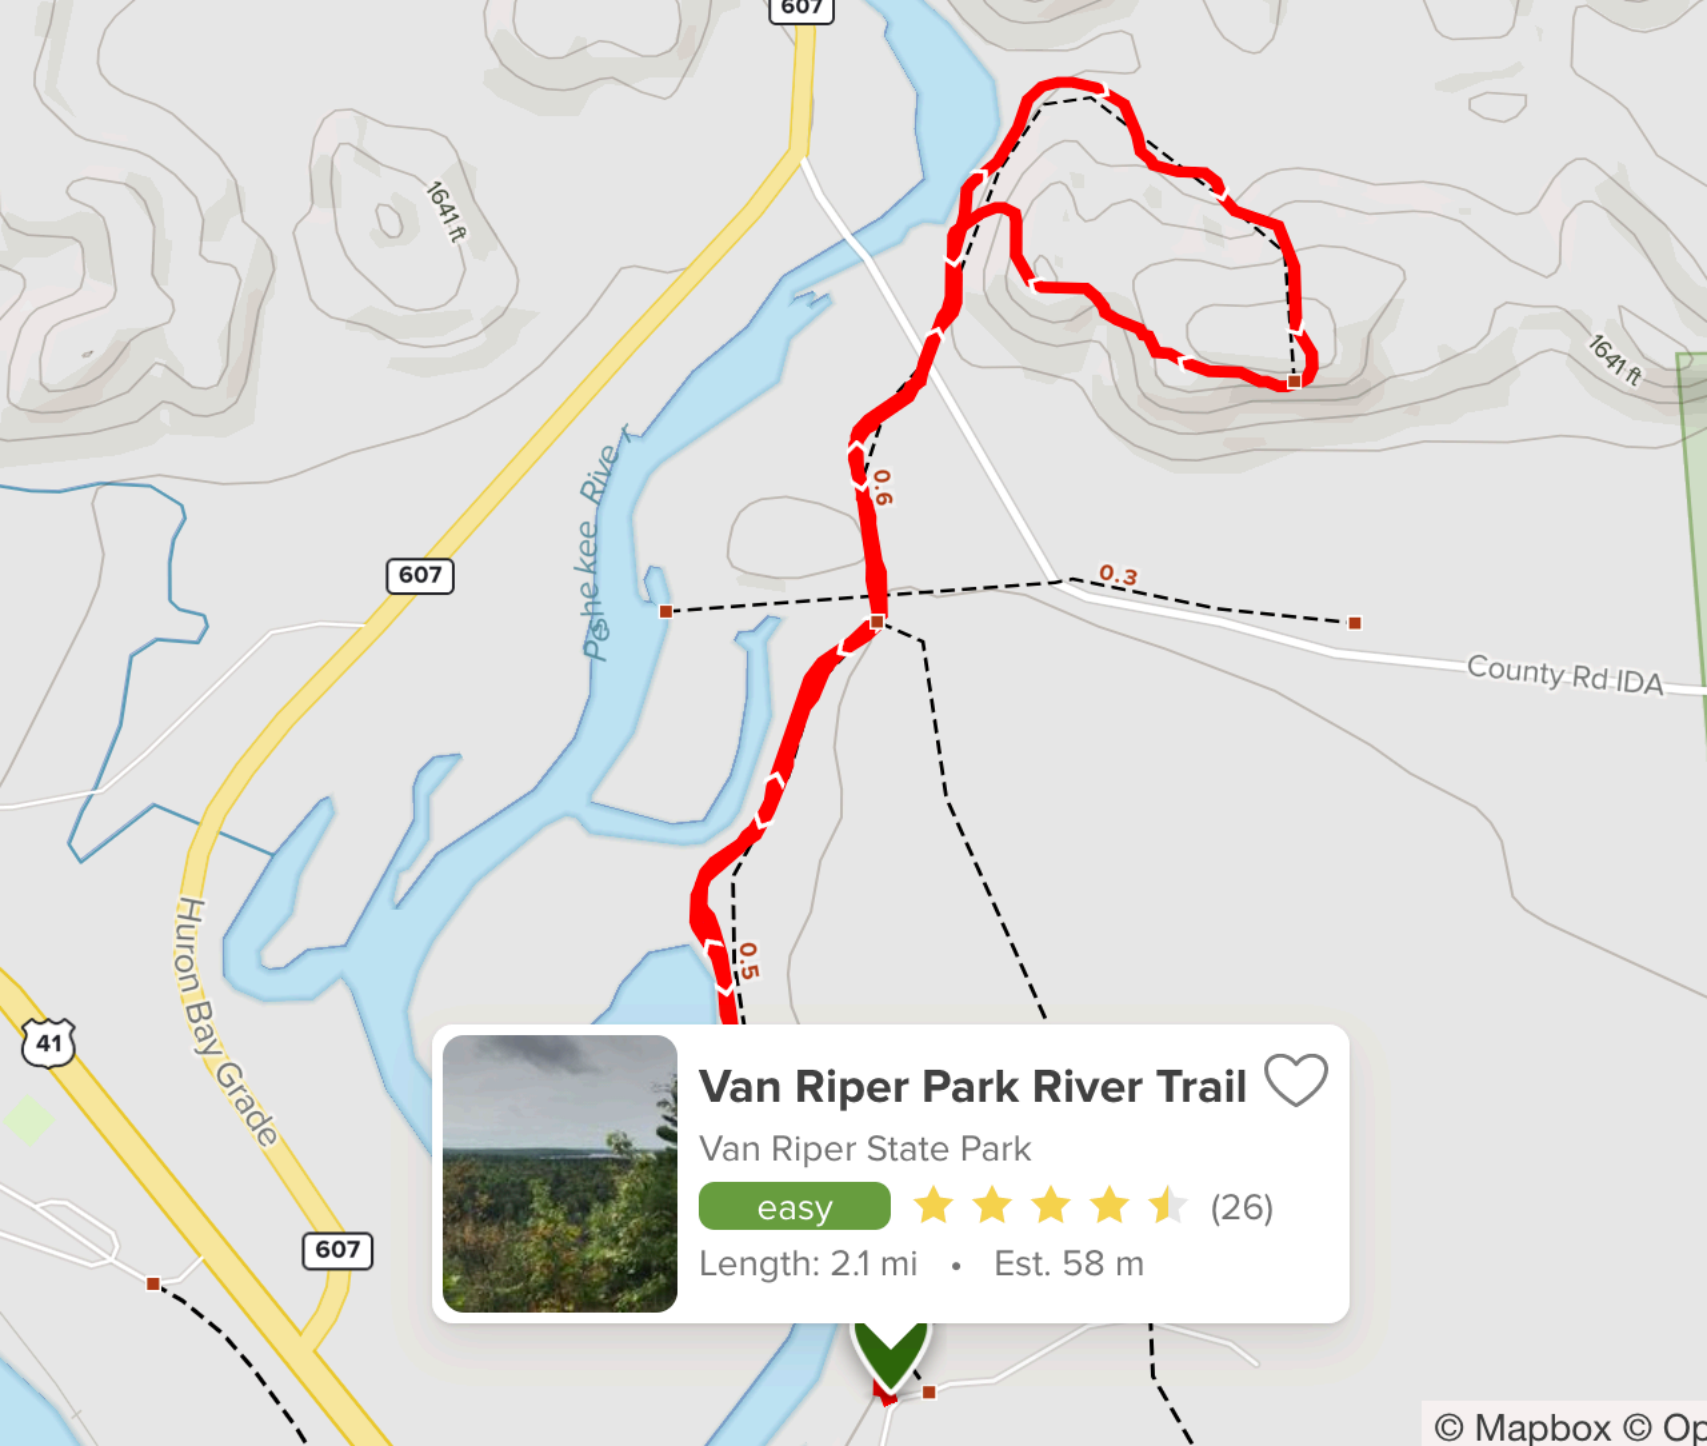 607
1641 ft
1641 ft
Peshekee River
0.6
607
0.3
County Rd IDA
Huron Bay Grade
0.5
41
Van Riper Park River Trail
Van Riper State Park
easy
(26)
Length: 2.1 mi • Est. 58 m
607
© Mapbox © Op